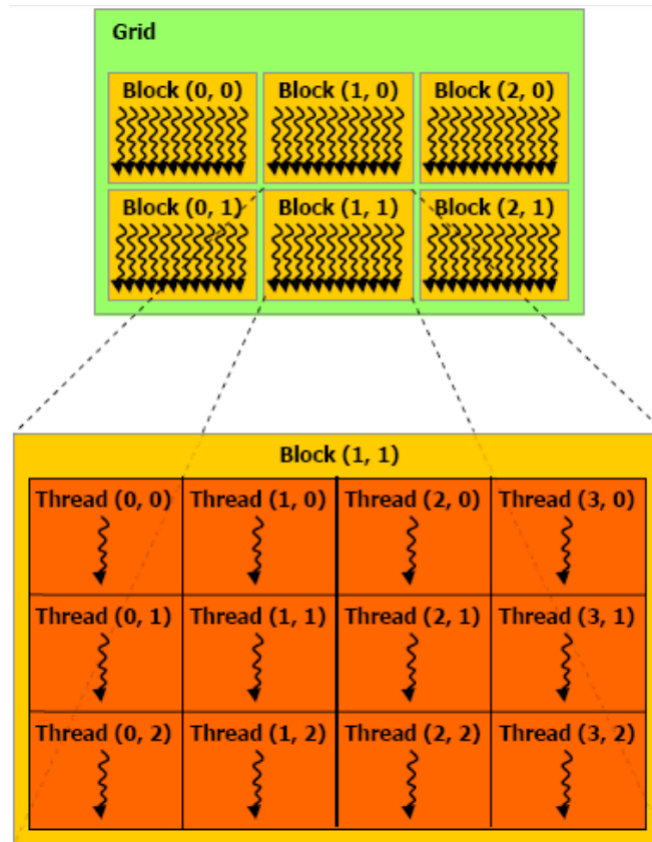 Grid
Block (0, 0) Block (1, 0) Block (2, 0)
Block (0, 1) Block (1, 1) Block (2, 1)
Block (1, 1)
Thread (0, 0) Thread (1, 0) Thread (2, 0) Thread (3, 0)
Thread (0, 1) Thread (1, 1) Thread (2, 1) Thread (3, 1)
Thread (0, 2) Thread (1, 2) Thread (2, 2) Thread (3, 2)